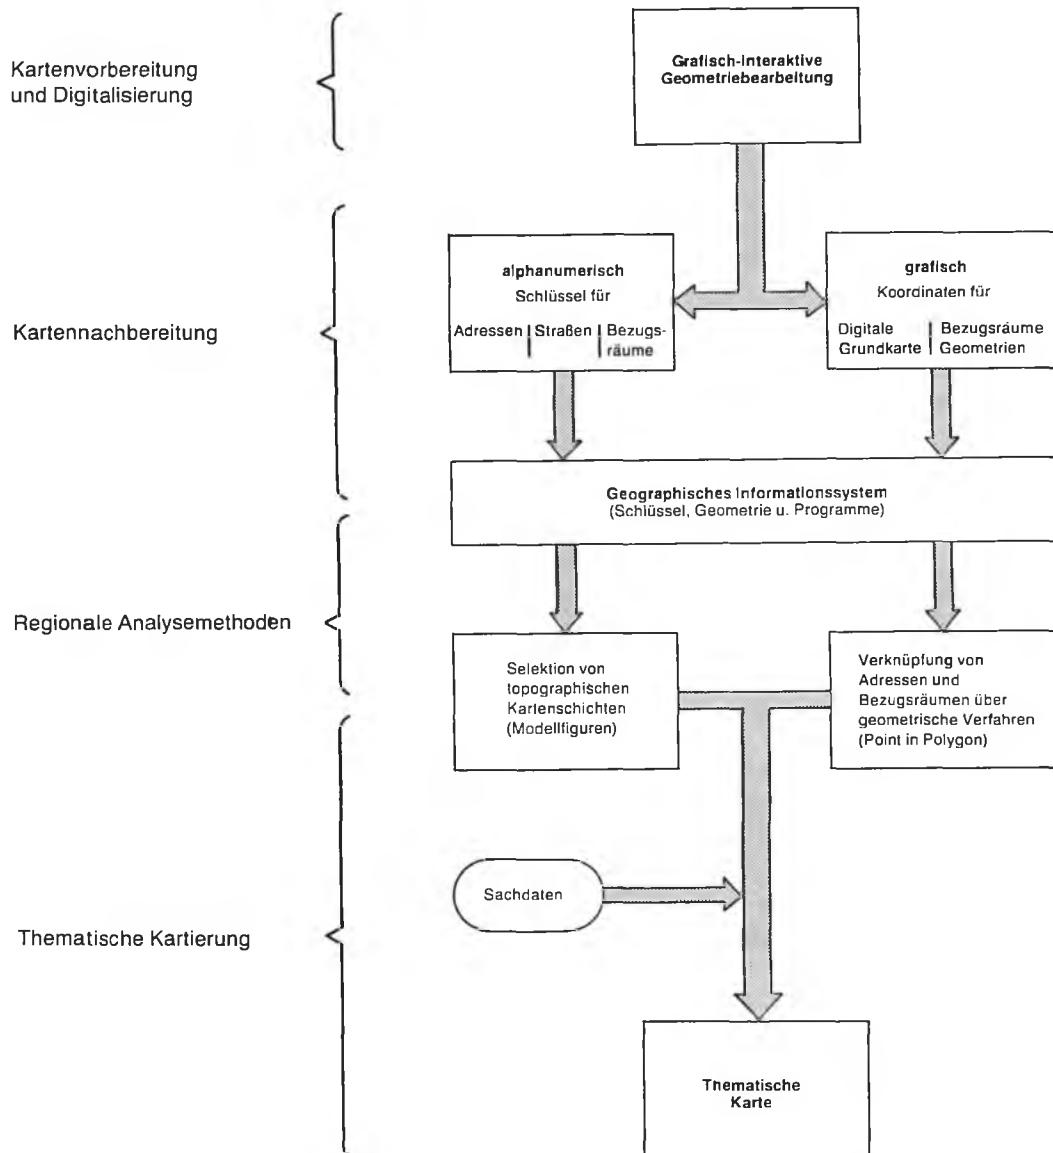 Kartenvorbereitung
und Digitalisierung
Grafisch-Interaktive
Geometriebearbeitung
Kartennachbereitung
alphanumerisch
Schlüssel für
Adressen | Straßen | Bezugs-
räume
grafisch
Koordinaten für
Digitale | Bezugsräume
Grundkarte | Geometrien
Geographisches Informationssystem
(Schlüssel, Geometrie u. Programme)
Regionale Analysemethoden
Selektion von
topographischen
Kartenschichten
(Modellfiguren)
Verknüpfung von
Adressen und
Bezugsräumen über
geometrische Verfahren
(Point in Polygon)
Thematische Kartierung
Sachdaten
Thematische
Karte